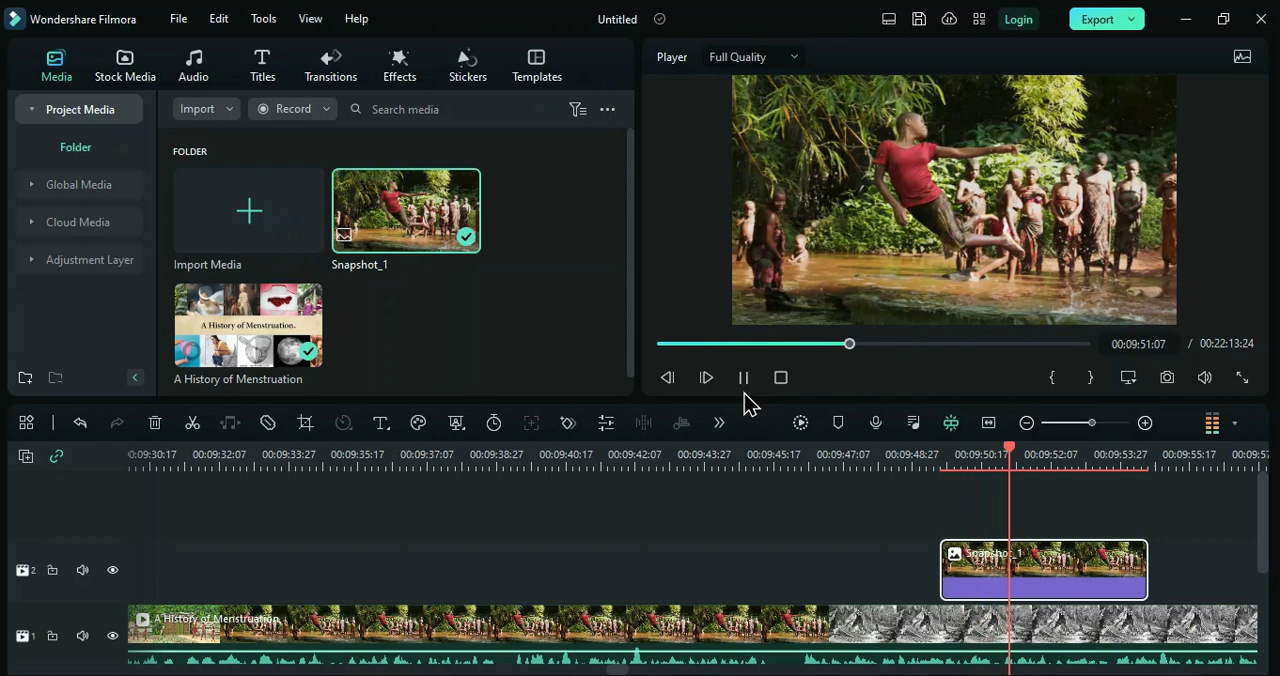 Wondershare Filmora File Edit Tools View Help Untitled Login Export
Media Stock Media Audio Titles Transitions Effects Stickers Templates
Player Full Quality
Project Media
Folder
Global Media
Cloud Media
Adjustment Layer
Import Record Search media
FOLDER
Import Media
Snapshot_1
A History of Menstruation.
A History of Menstruation
00:09:51:07 / 00:22:13:24
00:09:30:17 00:09:32:07 00:09:33:27 00:09:35:17 00:09:37:07 00:09:38:27 00:09:40:17 00:09:42:07 00:09:43:27 00:09:45:17 00:09:47:07 00:09:48:27 00:09:50:17 00:09:52:07 00:09:53:27 00:09:55:17 00:09:57
2
Snapshot_1
1
A History of Menstruation